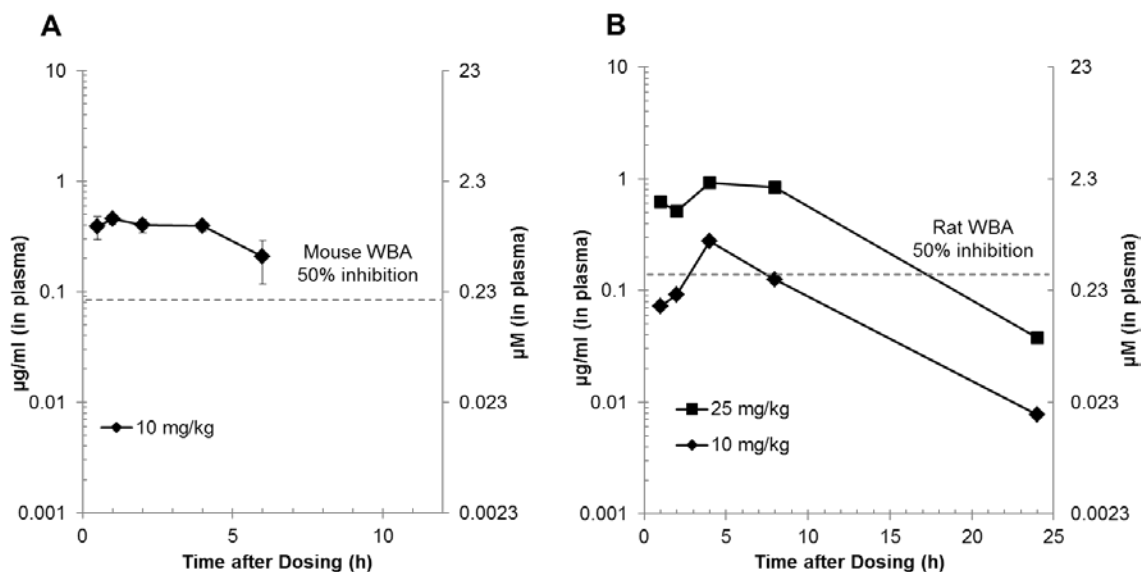 A
10
1
0.1
0.01
0.001
µg/ml (in plasma)
23
2.3
0.23
0.023
0.0023
µM (in plasma)
Mouse WBA
50% inhibition
10 mg/kg
0
5
10
Time after Dosing (h)
B
10
1
0.1
0.01
0.001
µg/ml (in plasma)
23
2.3
0.23
0.023
0.0023
µM (in plasma)
Rat WBA
50% inhibition
25 mg/kg
10 mg/kg
0
5
10
15
20
25
Time after Dosing (h)